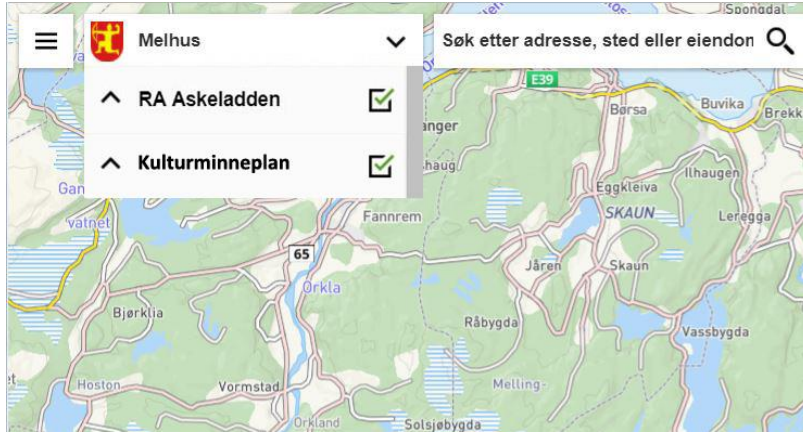 Spongdal
Melhus
Søk etter adresse, sted eller eiendom
RA Askeladden
E39
Børsa
Buvika
Brekk
anger
Kulturminneplan
haug
Ilhaugen
Gan
Eggkleiva
vatnet
Fannrem
SKAUN
Leregga
65
Jåren
Skaun
Orkla
Bjørklia
Råbygda
Vassbygda
Hoston
Vormstad
Melling-
Orkland
Solsjøbygda